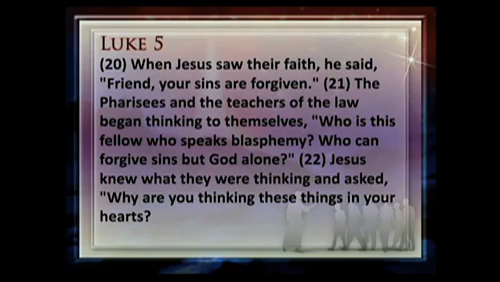 LUKE 5
(20) When Jesus saw their faith, he said,
"Friend, your sins are forgiven." (21) The
Pharisees and the teachers of the law
began thinking to themselves, "Who is this
fellow who speaks blasphemy? Who can
forgive sins but God alone?" (22) Jesus
knew what they were thinking and asked,
"Why are you thinking these things in your
hearts?